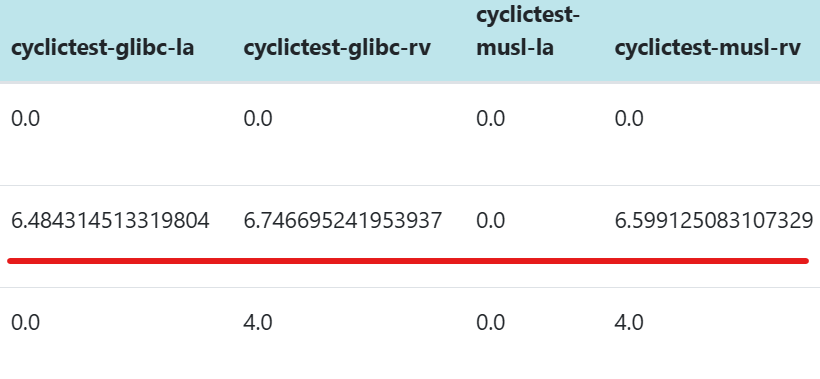 cyclictest-glibc-la cyclictest-glibc-rv cyclictest-
musl-la cyclictest-musl-rv
0.0 0.0 0.0 0.0
6.484314513319804 6.746695241953937 0.0 6.599125083107329
0.0 4.0 0.0 4.0